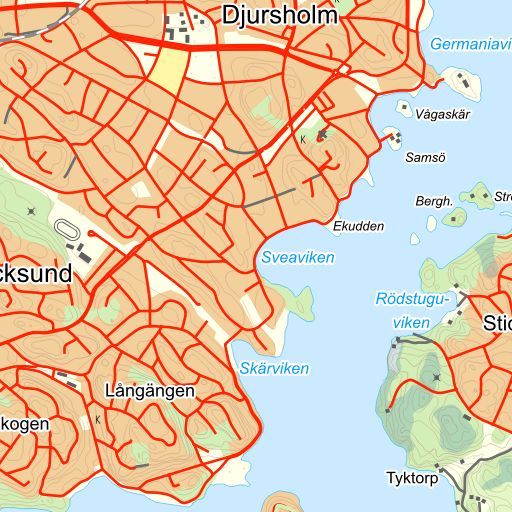 Djursholm
Germaniavi
Vågaskär
K
Samsö
Bergh.
Str
Ekudden
Sveaviken
cksund
Rödstugu-
viken
Stic
Skärviken
Långängen
kogen
K
Tyktorp